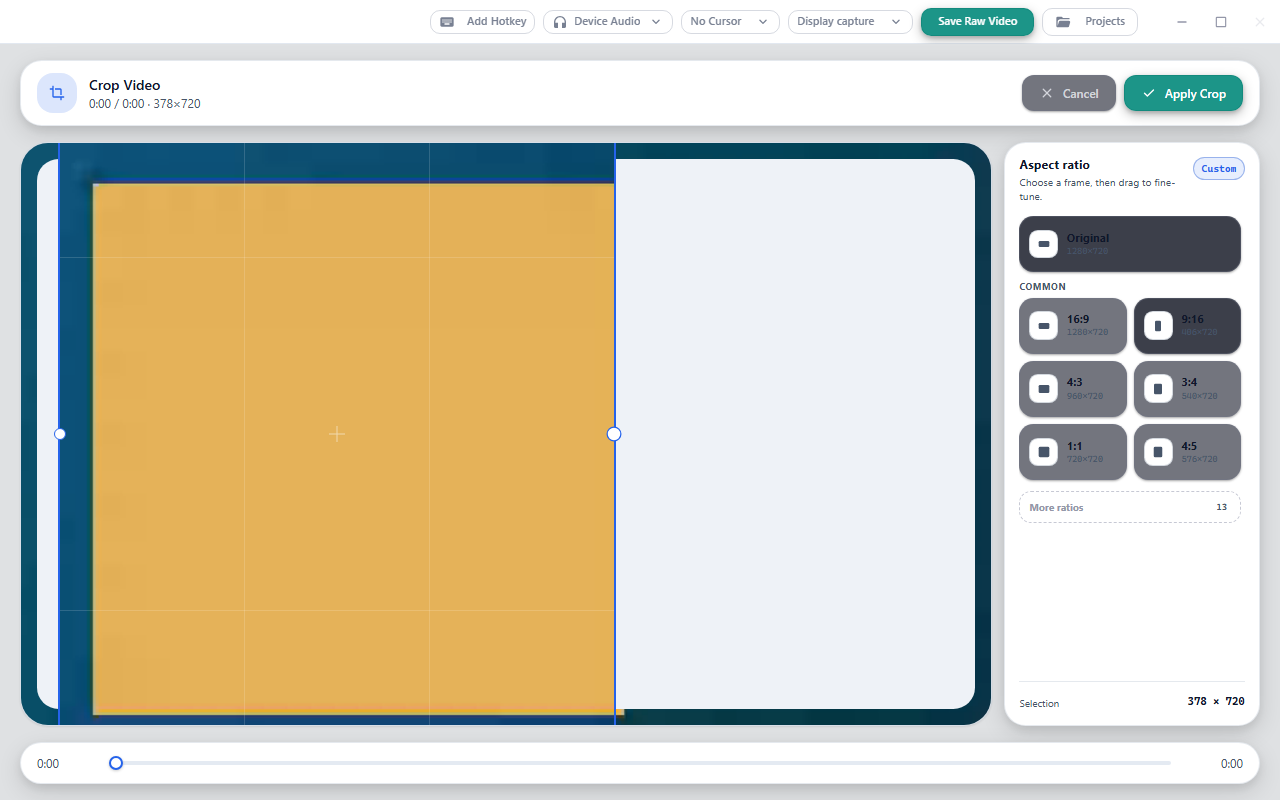 Add Hotkey
Device Audio
No Cursor
Display capture
Save Raw Video
Projects
Crop Video
0:00 / 0:00 · 378×720
Cancel
Apply Crop
Aspect ratio
Custom
Choose a frame, then drag to fine-
tune.
Original
1280×720
COMMON
16:9
1280×720
9:16
4:3
960×720
3:4
540×720
1:1
720×720
4:5
576×720
More ratios
13
Selection
378 × 720
0:00
0:00